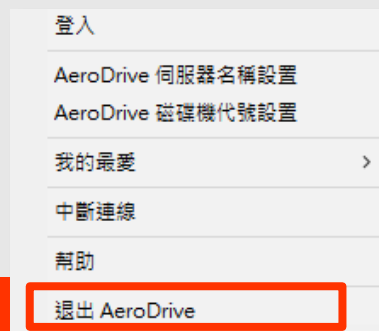 登入
AeroDrive 伺服器名稱設置
AeroDrive 磁碟機代號設置
我的最愛
中斷連線
幫助
退出 AeroDrive